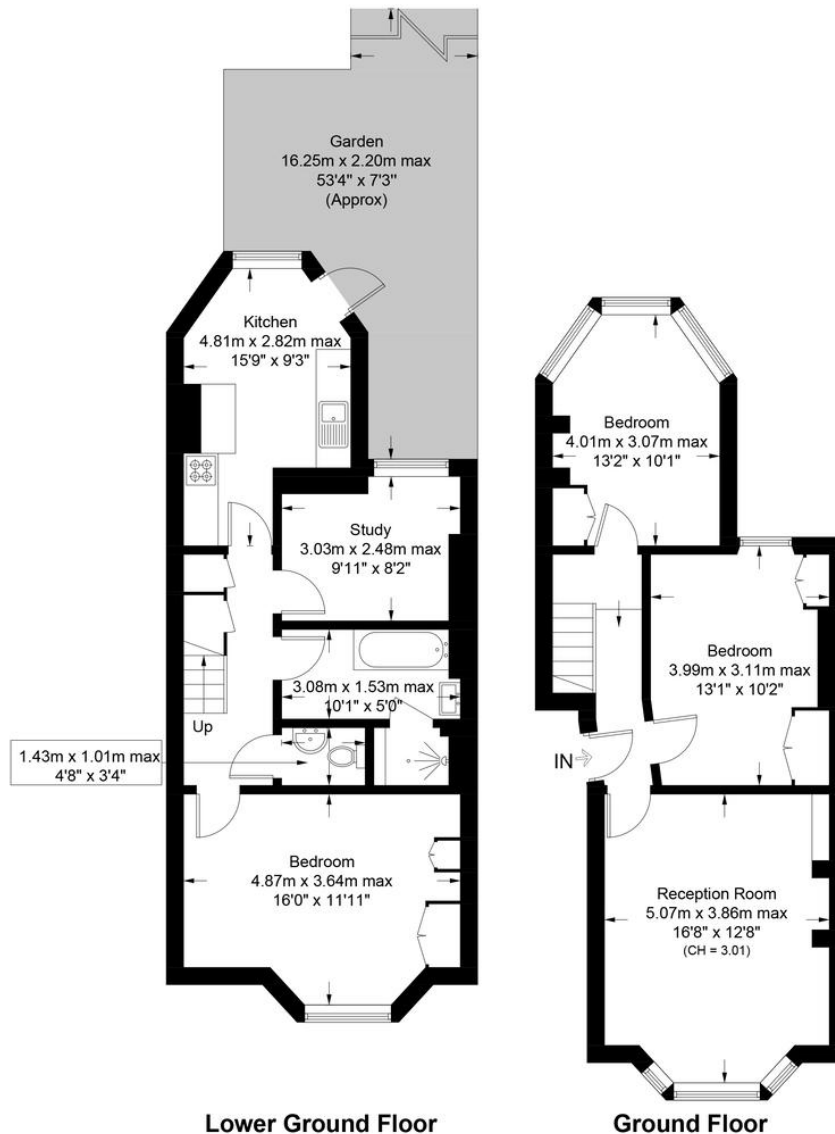 Garden
16.25m x 2.20m max
53'4" x 7'3"
(Approx)
Kitchen
4.81m x 2.82m max
15'9" x 9'3"
Study
3.03m x 2.48m max
9'11" x 8'2"
3.08m x 1.53m max
10'1" x 5'0"
Up
1.43m x 1.01m max
4'8" x 3'4"
Bedroom
4.87m x 3.64m max
16'0" x 11'11"
Lower Ground Floor
Bedroom
4.01m x 3.07m max
13'2" x 10'1"
Bedroom
3.99m x 3.11m max
13'1" x 10'2"
IN
Reception Room
5.07m x 3.86m max
16'8" x 12'8"
(CH = 3.01)
Ground Floor